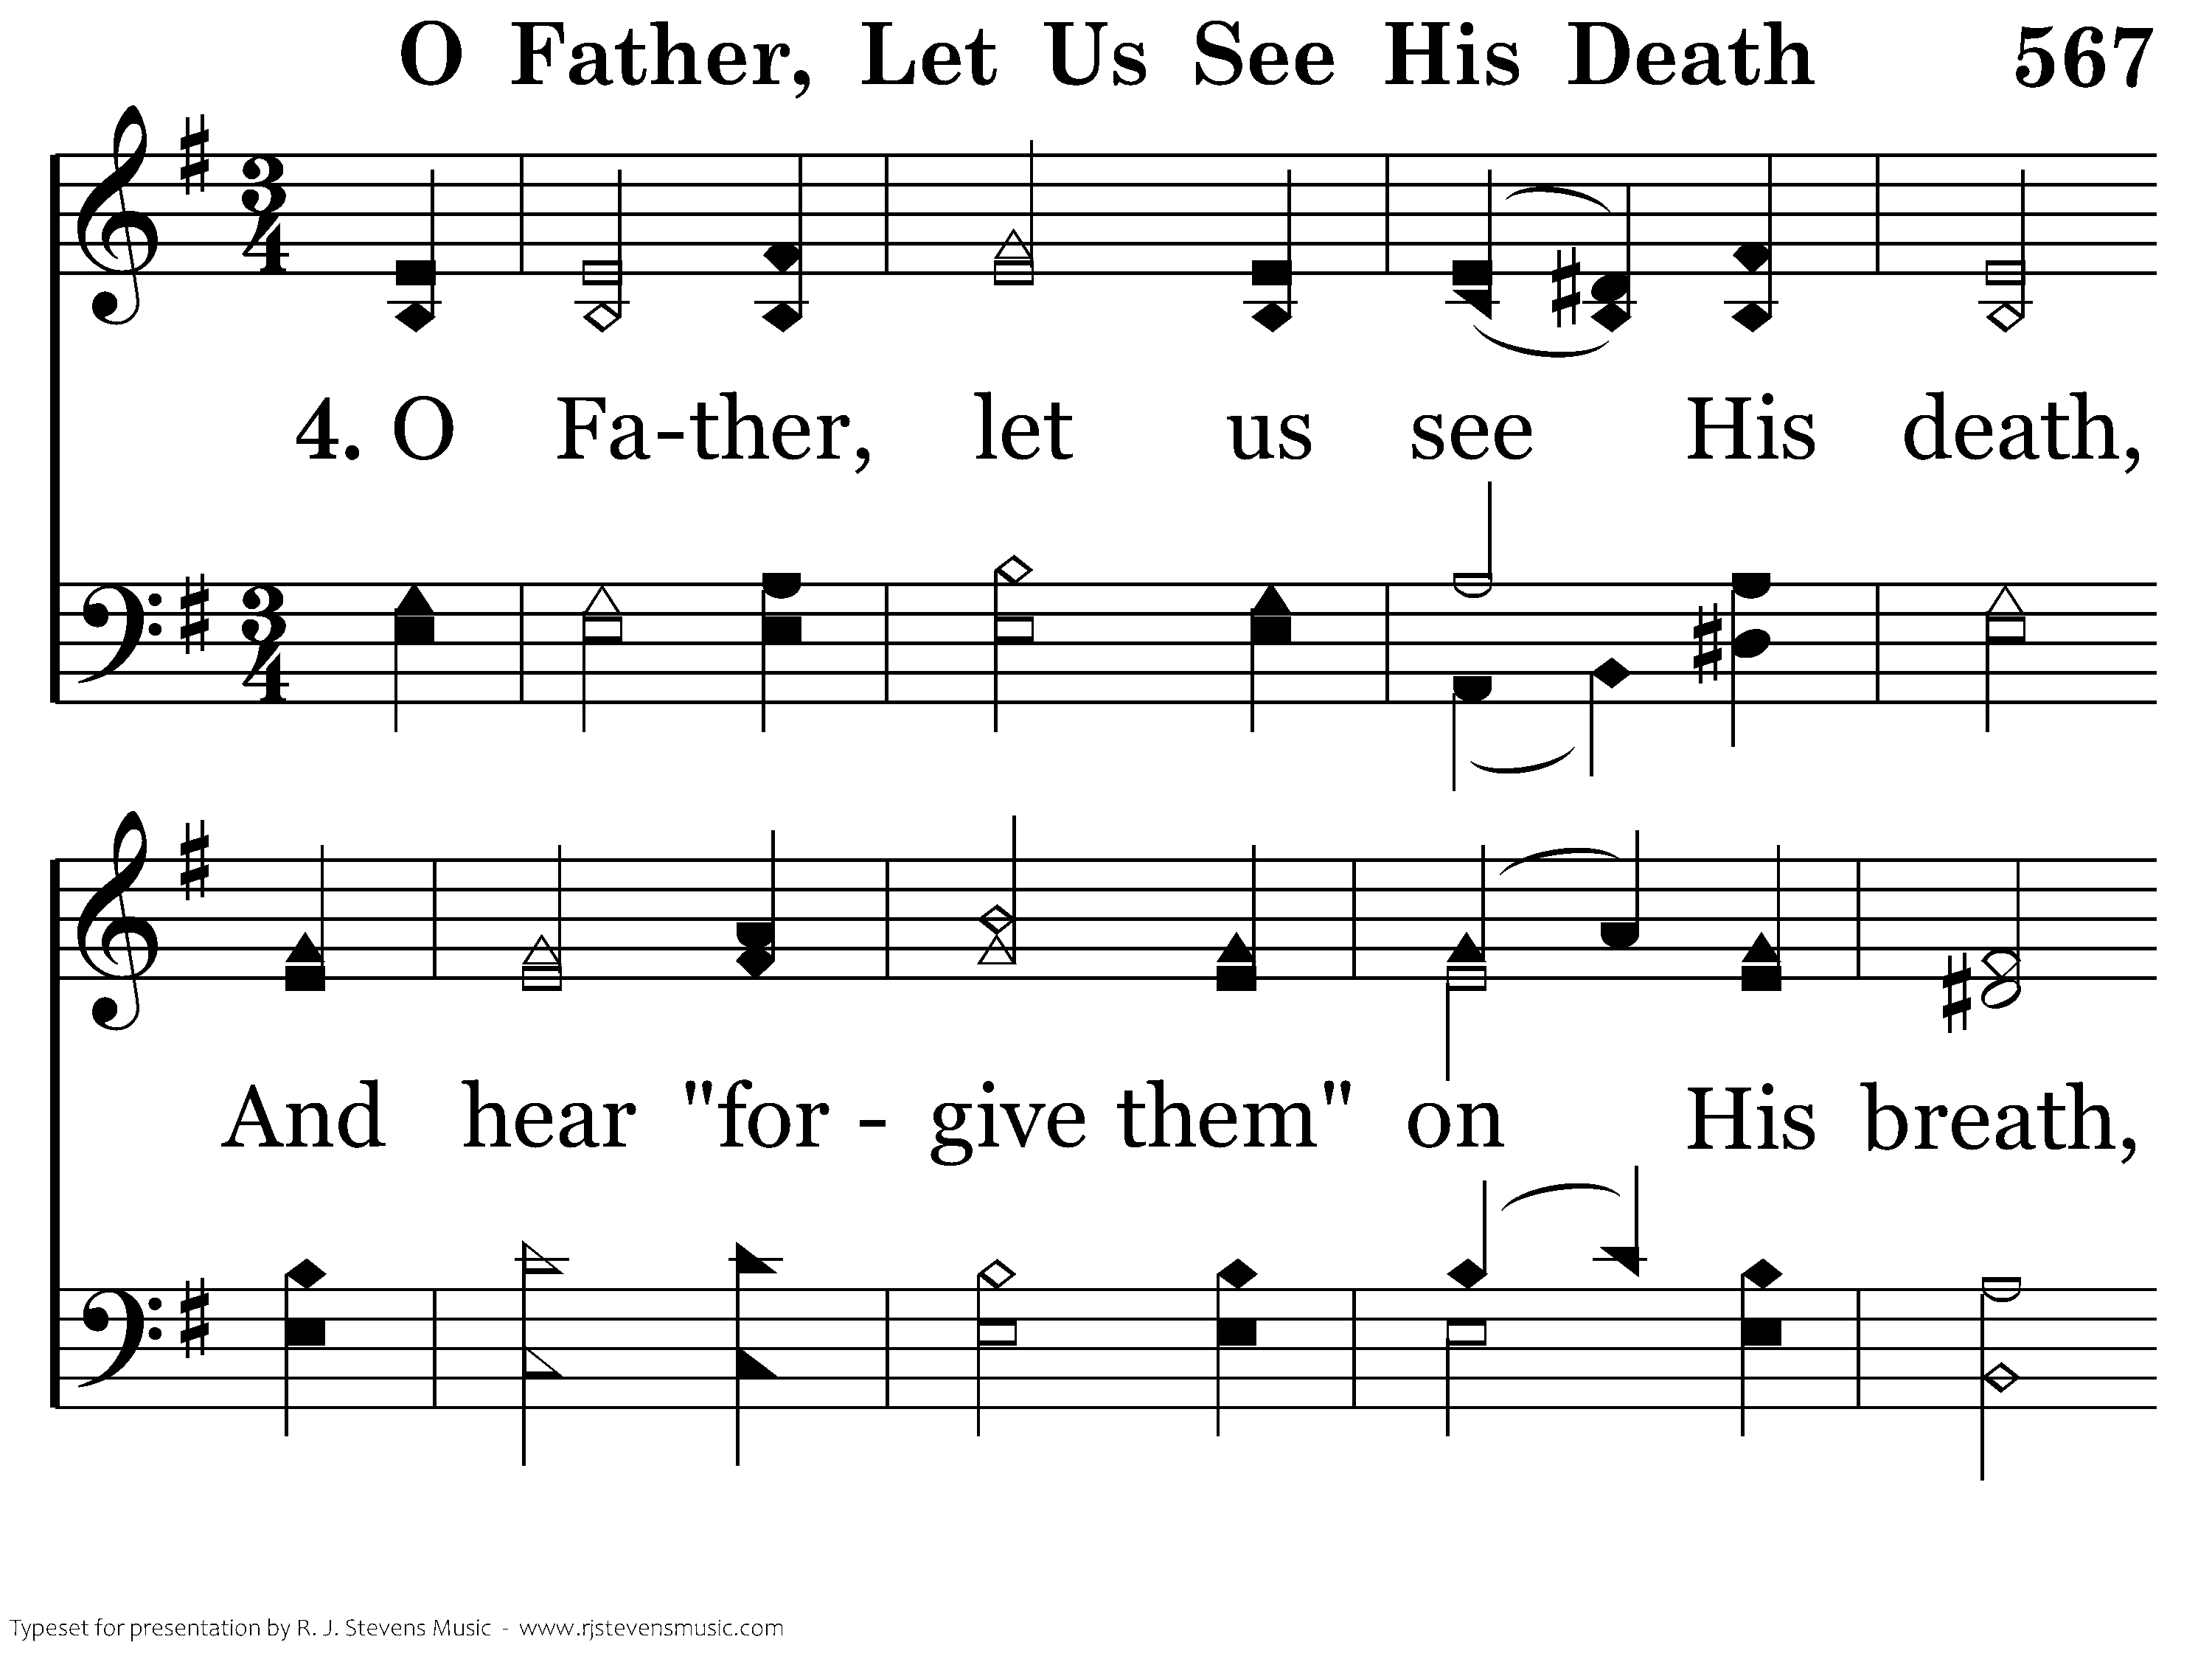 O Father, Let Us See His Death 567
4. O Fa-ther, let us see His death,
And hear "for - give them" on His breath,
Typeset for presentation by R. J. Stevens Music - www.rjstevensmusic.com